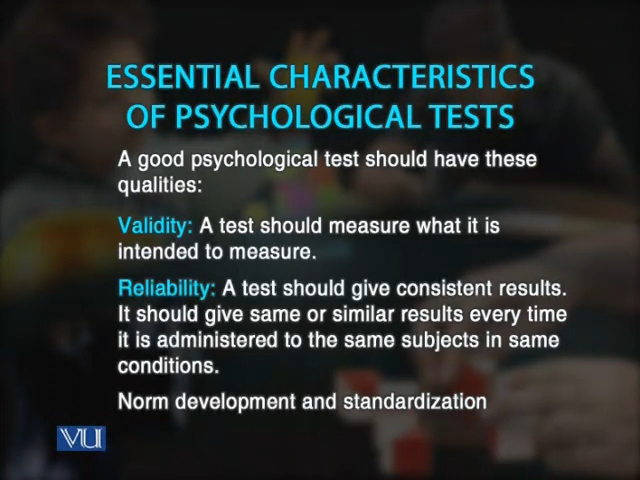 ESSENTIAL CHARACTERISTICS
OF PSYCHOLOGICAL TESTS
A good psychological test should have these
qualities:
Validity: A test should measure what it is
intended to measure.
Reliability: A test should give consistent results.
It should give same or similar results every time
it is administered to the same subjects in same
conditions.
Norm development and standardization
VU